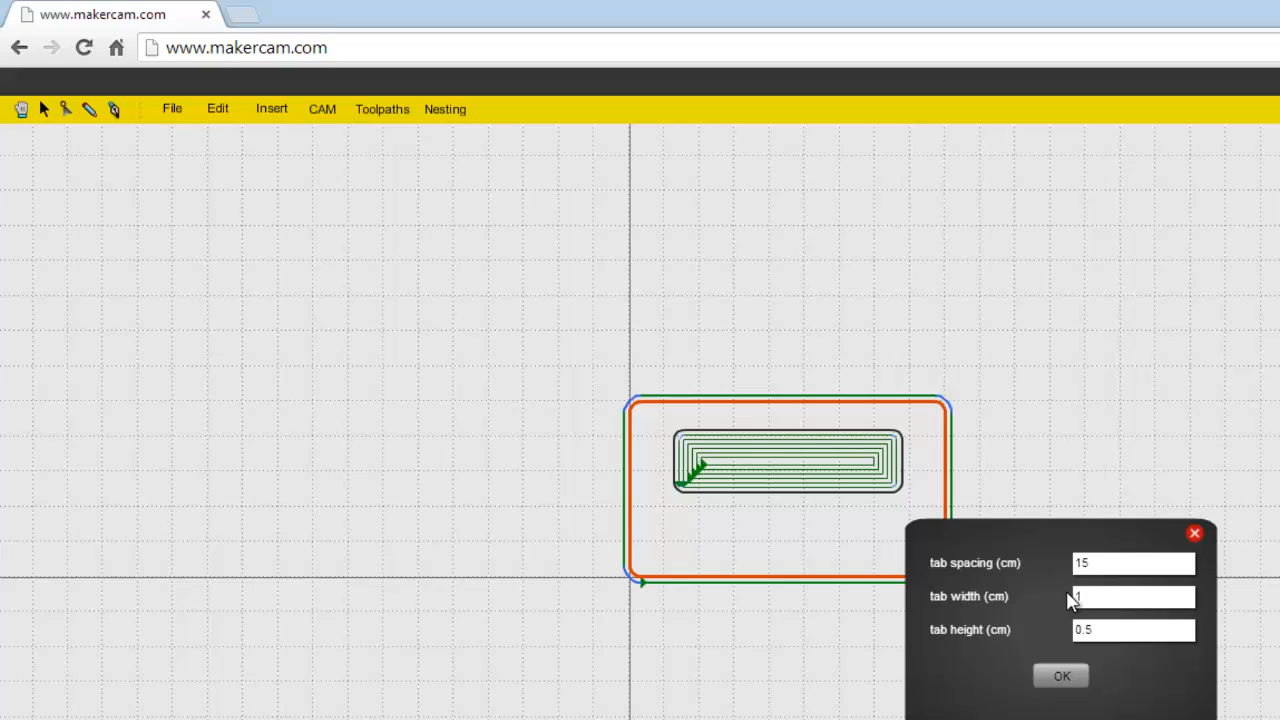 www.makercam.com
www.makercam.com
File Edit Insert CAM Toolpaths Nesting
tab spacing (cm) 15
tab width (cm) 1
tab height (cm) 0.5
OK